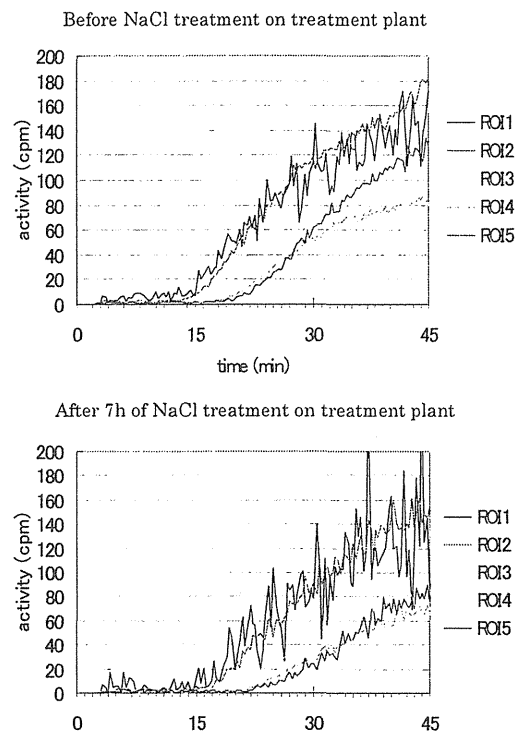 Before NaCl treatment on treatment plant
activity (cpm)
200
180
160
140
120
100
80
60
40
20
0
0 15 30 45
time (min)
ROI1
ROI2
ROI3
ROI4
ROI5
After 7h of NaCl treatment on treatment plant
activity (cpm)
200
180
160
140
120
100
80
60
40
20
0
0 15 30 45
ROI1
ROI2
ROI3
ROI4
ROI5